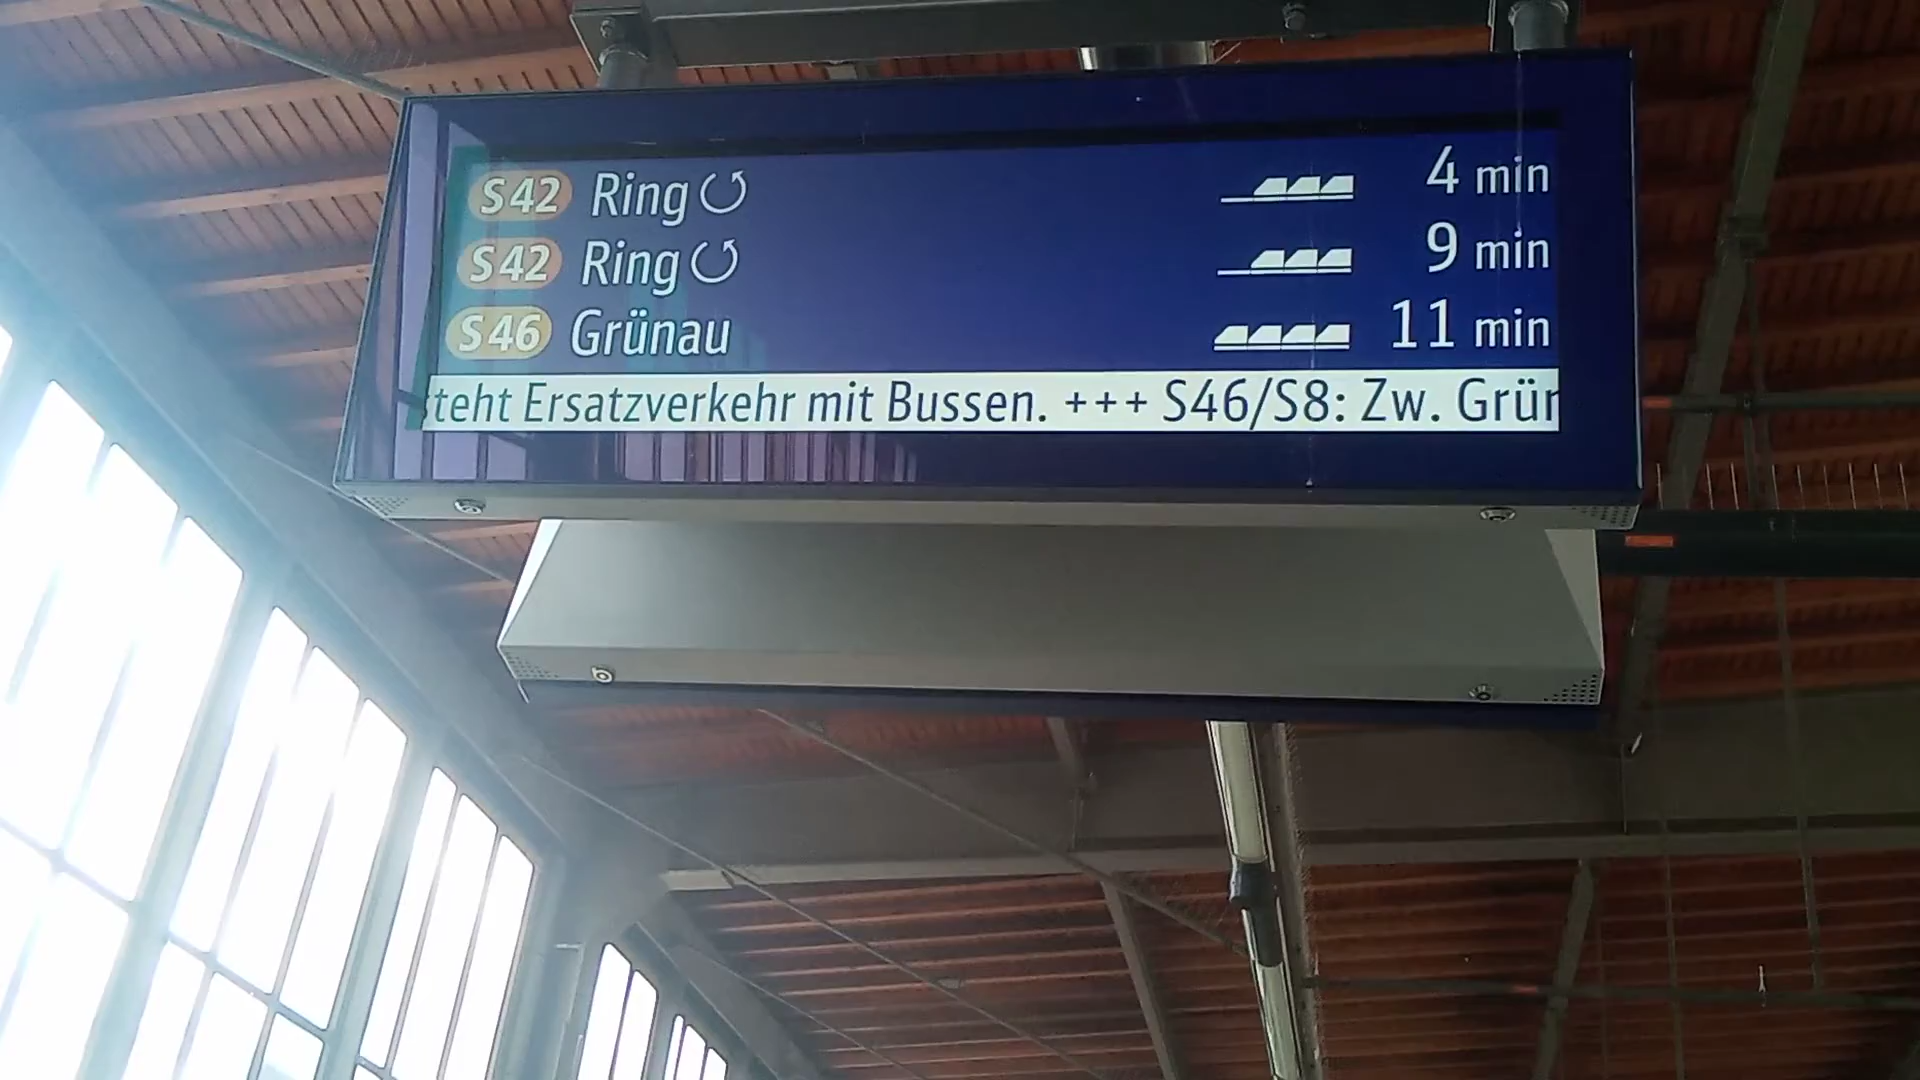 S42 Ring 4 min
S42 Ring 9 min
S46 Grünau 11 min
steht Ersatzverkehr mit Bussen. +++ S46/S8: Zw. Grün